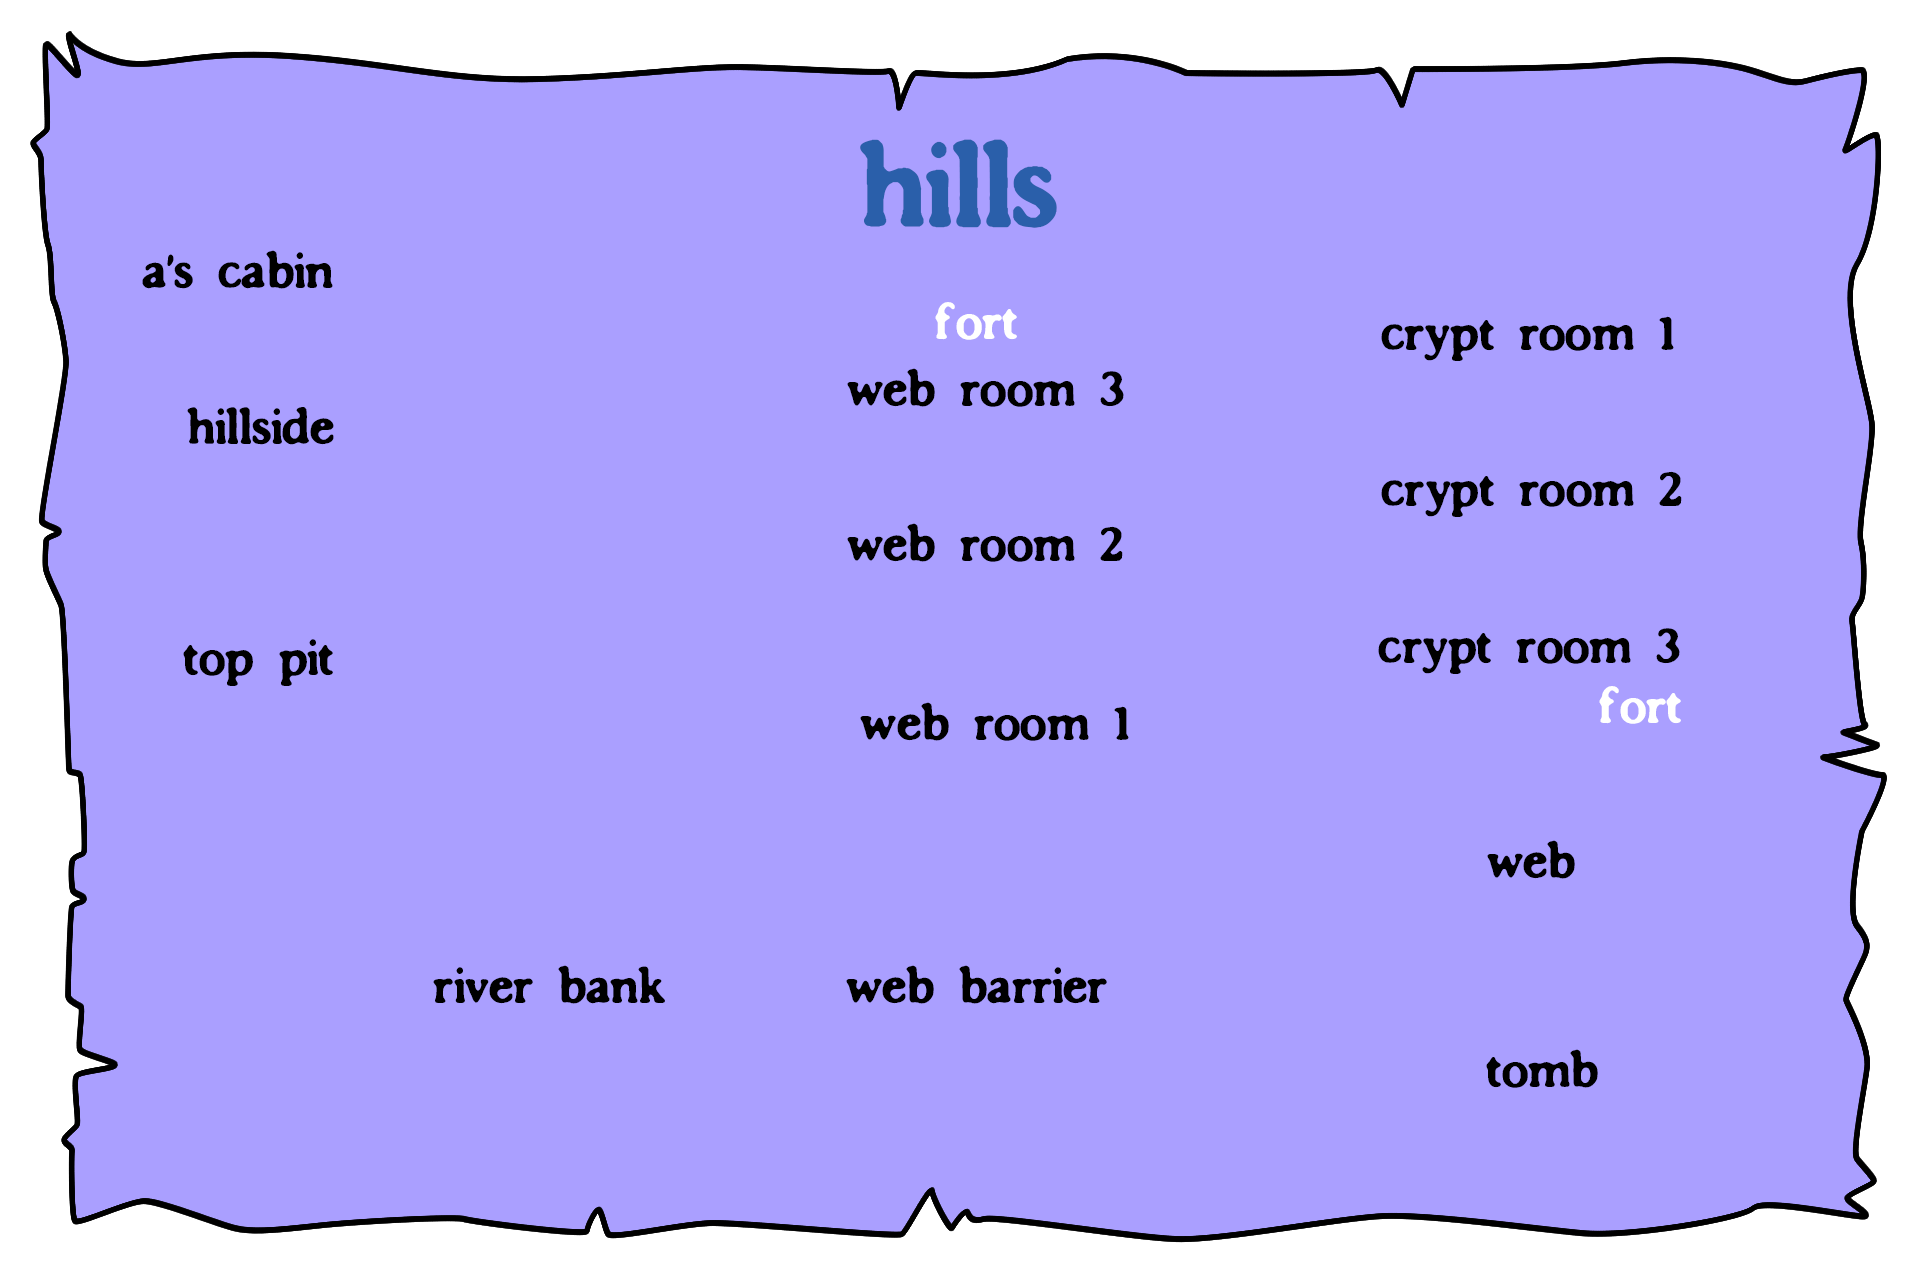 hills
a's cabin
fort
crypt room 1
web room 3
hillside
crypt room 2
web room 2
crypt room 3
top pit
fort
web room 1
web
river bank
web barrier
tomb